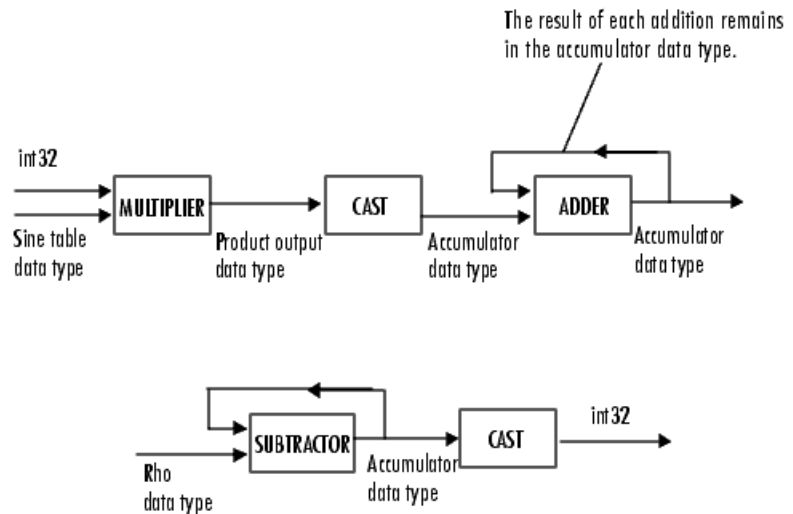 The result of each addition remains
in the accumulator data type.
int32
MULTIPLIER
CAST
ADDER
Sine table
data type
Product output
data type
Accumulator
data type
Accumulator
data type
SUBTRACTOR
CAST
int32
Rho
data type
Accumulator
data type